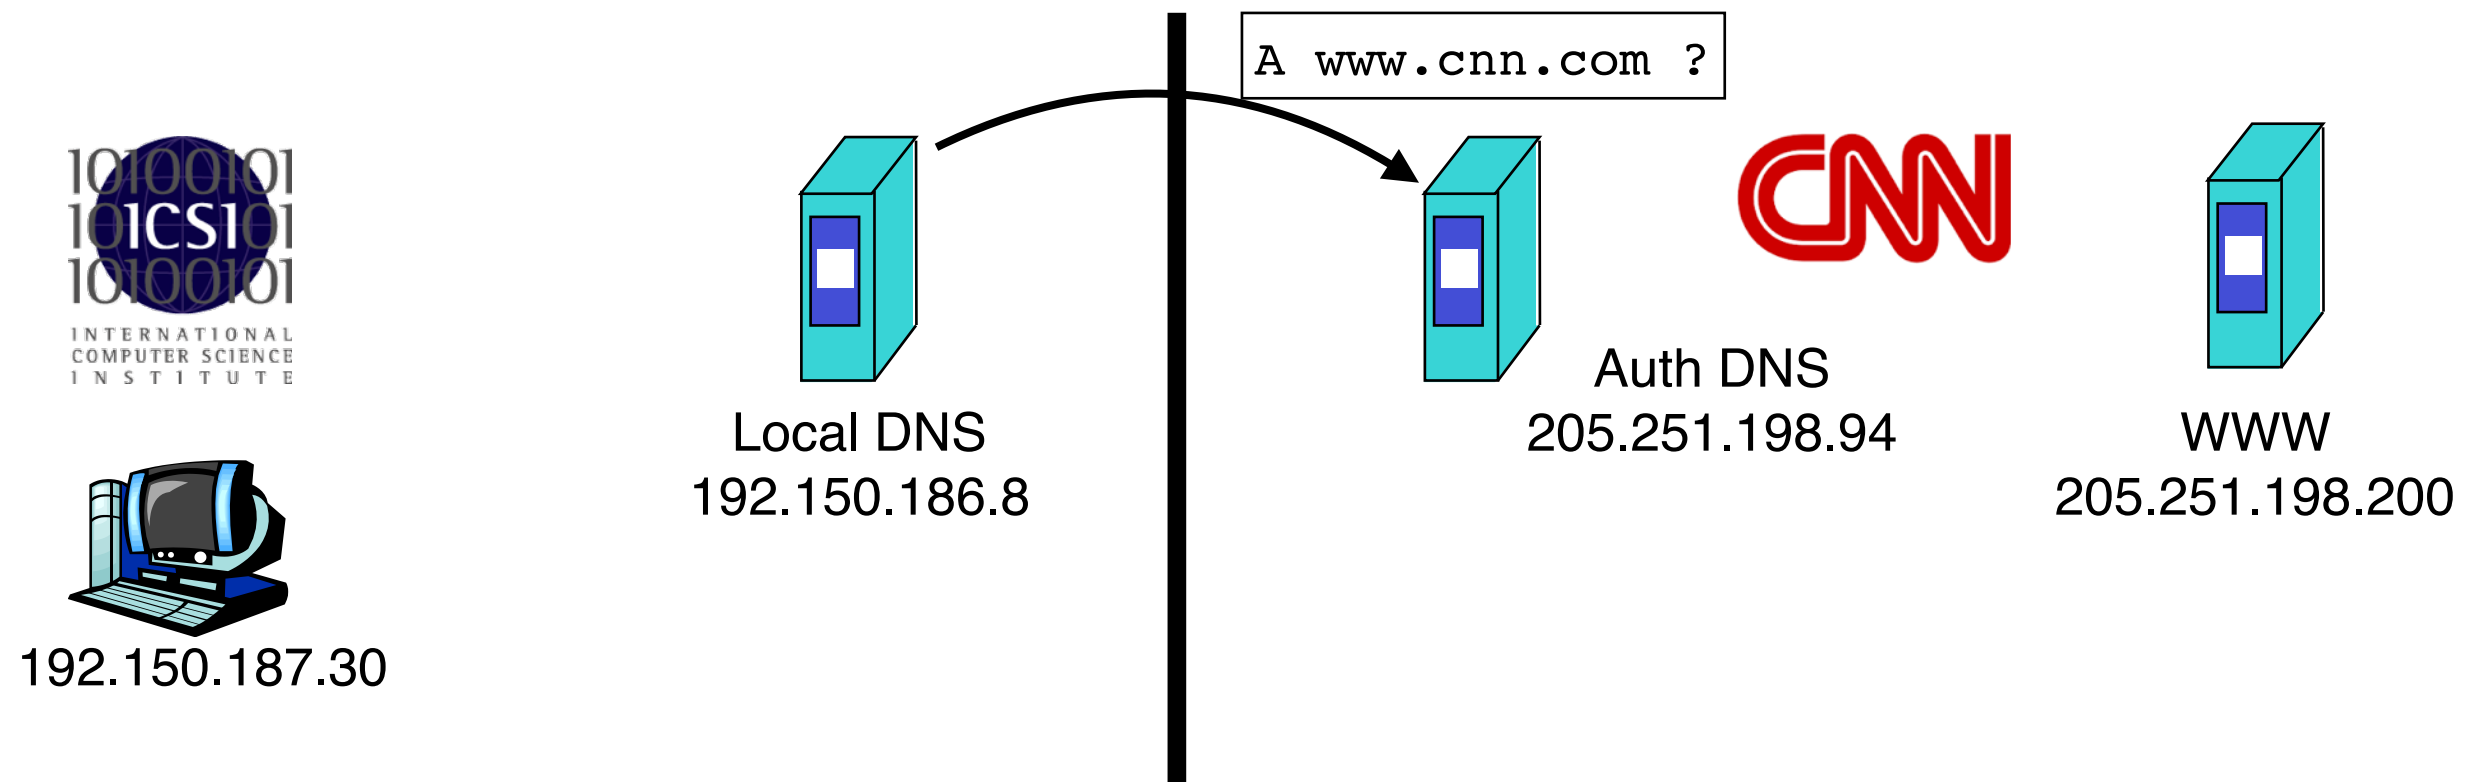 A www.cnn.com ?
10100101
10ICSI01
10100101
INTERNATIONAL
COMPUTER SCIENCE
INSTITUTE
CNN
Local DNS
192.150.186.8
Auth DNS
205.251.198.94
WWW
205.251.198.200
192.150.187.30